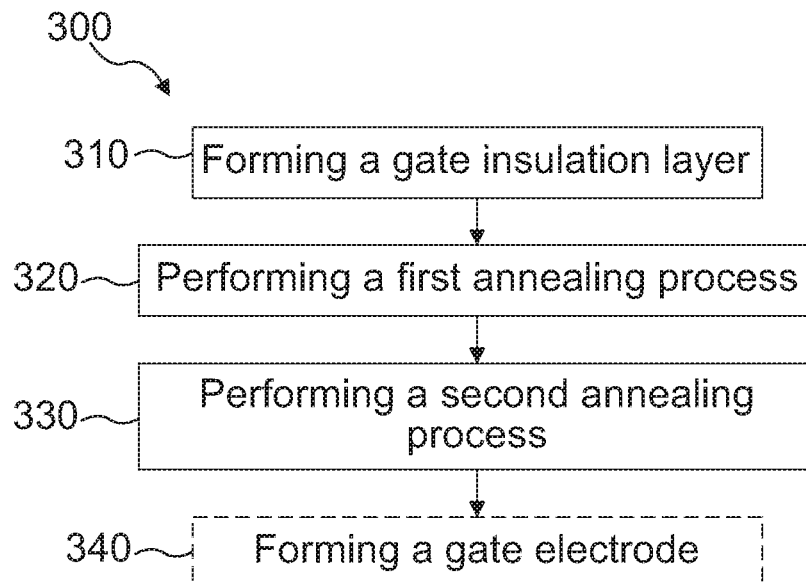 300
310 Forming a gate insulation layer
320 Performing a first annealing process
330 Performing a second annealing
process
340 Forming a gate electrode